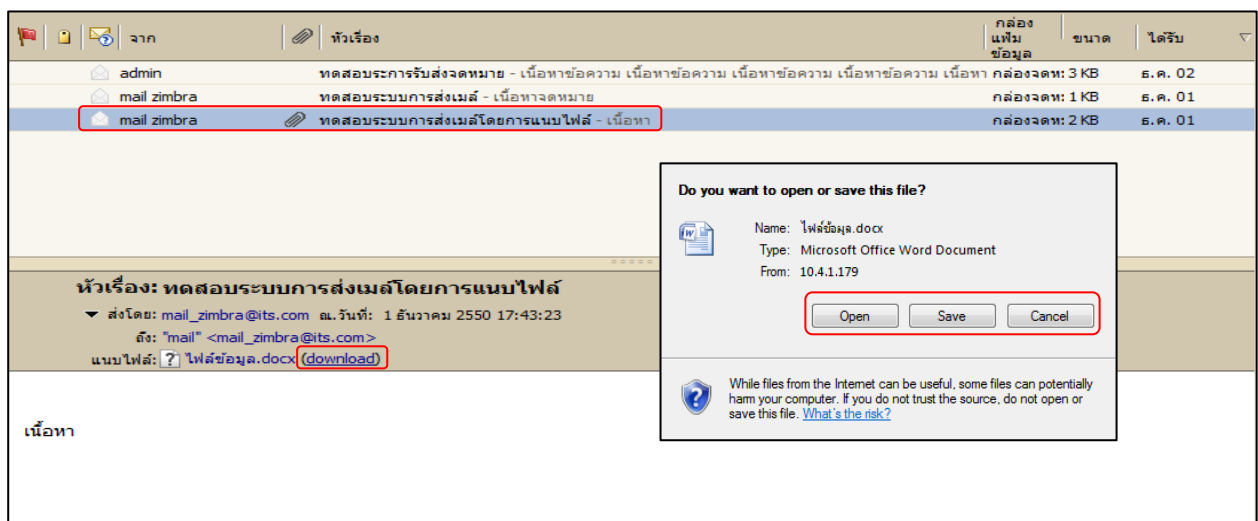 จาก หัวเรื่อง กล่องแฟ้มข้อมูล ขนาด ได้รับ
admin ทดสอบระการรับส่งจดหมาย - เนื้อหาข้อความ เนื้อหาข้อความ เนื้อหาข้อความ เนื้อหาข้อความ เนื้อหา กล่องจดห: 3 KB ธ.ค. 02
mail zimbra ทดสอบระบบการส่งเมล์ - เนื้อหาจดหมาย กล่องจดห: 1 KB ธ.ค. 01
mail zimbra ทดสอบระบบการส่งเมล์โดยการแนบไฟล์ - เนื้อหา กล่องจดห: 2 KB ธ.ค. 01
Do you want to open or save this file?
Name: ไฟล์ข้อมูล.docx
Type: Microsoft Office Word Document
From: 10.4.1.179
Open Save Cancel
While files from the Internet can be useful, some files can potentially
harm your computer. If you do not trust the source, do not open or
save this file. What's the risk?
หัวเรื่อง: ทดสอบระบบการส่งเมล์โดยการแนบไฟล์
ส่งโดย: mail_zimbra@its.com ณ.วันที่: 1 ธันวาคม 2550 17:43:23
ถึง: "mail" <mail_zimbra@its.com>
แนบไฟล์: ไฟล์ข้อมูล.docx (download)
เนื้อหา